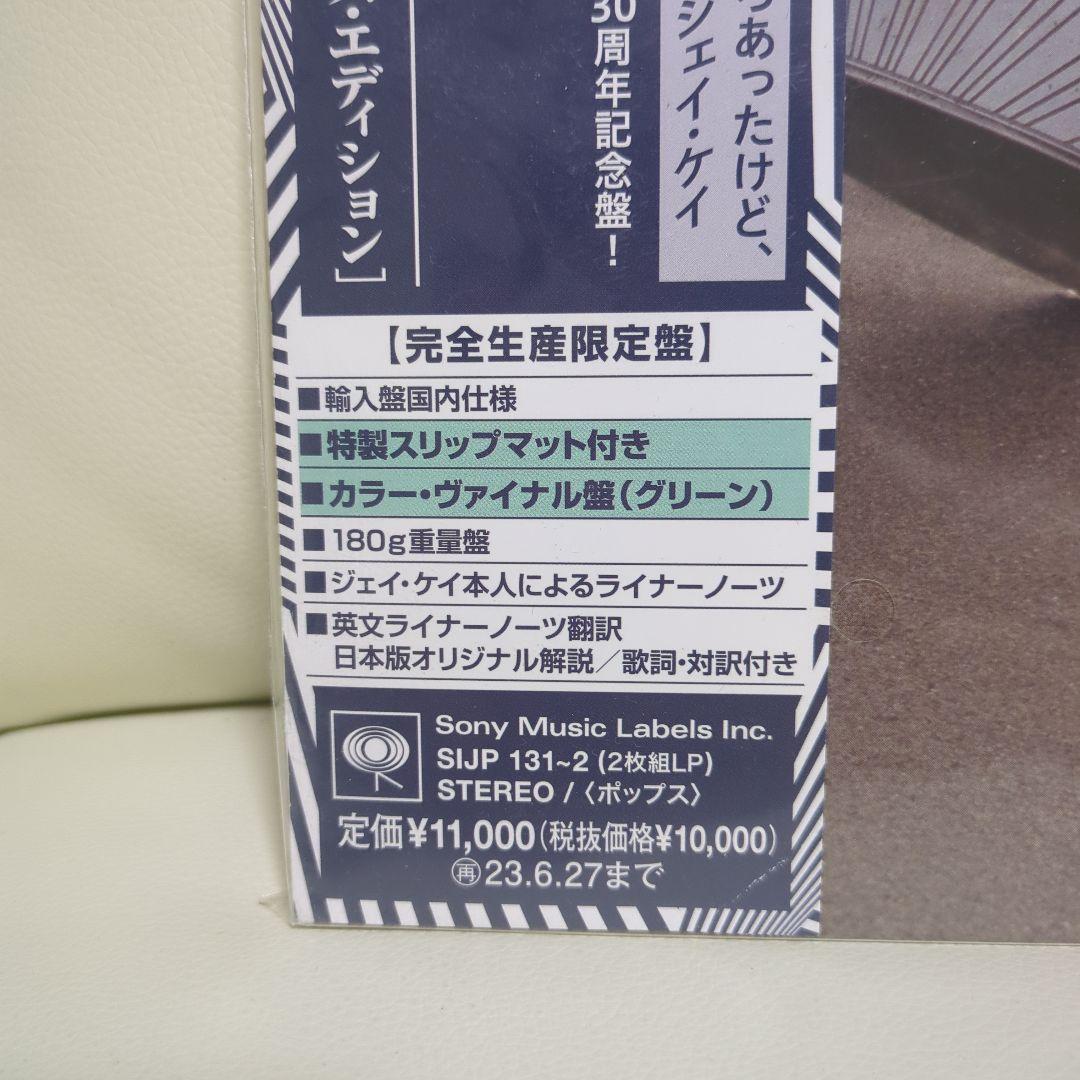 あったけど、
ジェイ・ケイ
30周年記念盤！
ス・エディション］
【完全生産限定盤】
■輸入盤国内仕様
■特製スリップマット付き
■カラー・ヴァイナル盤（グリーン）
■180g重量盤
■ジェイ・ケイ本人によるライナーノーツ
■英文ライナーノーツ翻訳
日本版オリジナル解説／歌詞・対訳付き
Sony Music Labels Inc.
SIJP 131~2 (2枚組LP)
STEREO /〈ポップス〉
定価¥11,000（税抜価格¥10,000）
㊐23.6.27まで